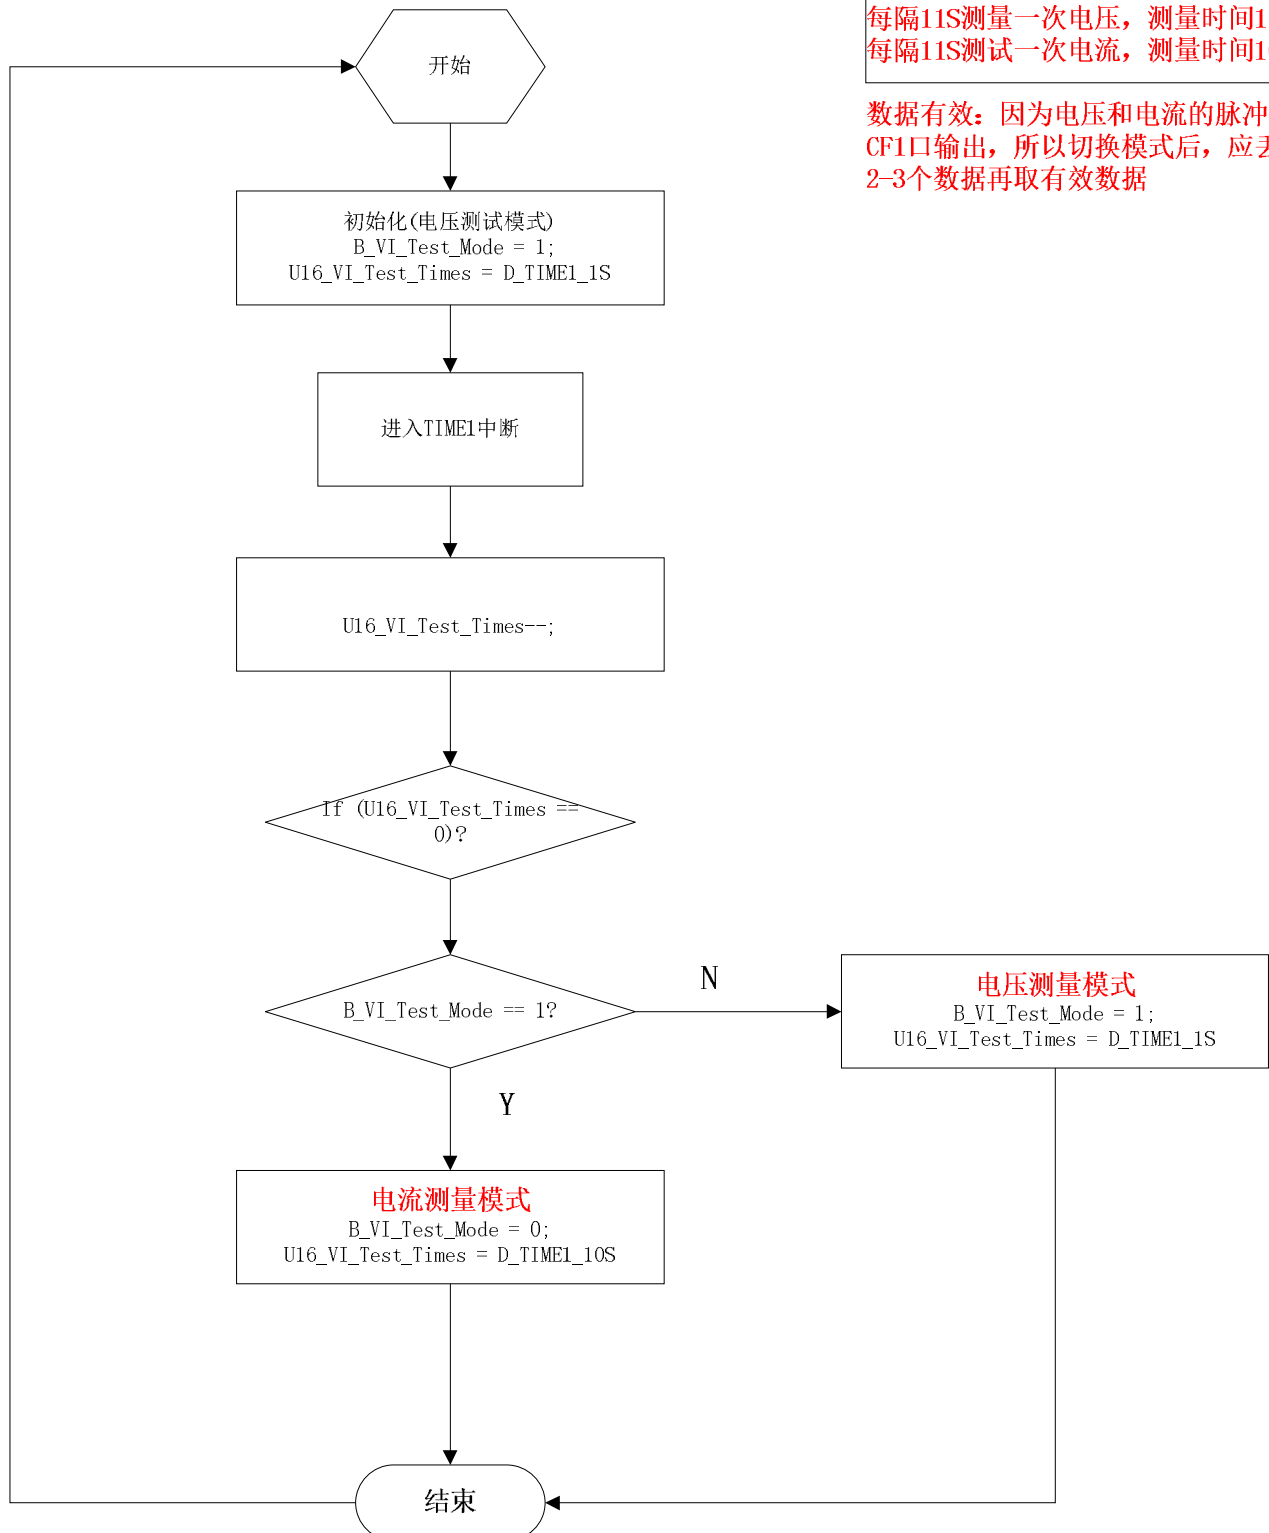 每隔11S测量一次电压，测量时间1
每隔11S测试一次电流，测量时间1
数据有效：因为电压和电流的脉冲
CF1口输出，所以切换模式后，应丢
2-3个数据再取有效数据
开始
初始化(电压测试模式)
B_VI_Test_Mode = 1;
U16_VI_Test_Times = D_TIME1_1S
进入TIME1中断
U16_VI_Test_Times--;
If (U16_VI_Test_Times ==
0)?
B_VI_Test_Mode == 1?
N
电压测量模式
B_VI_Test_Mode = 1;
U16_VI_Test_Times = D_TIME1_1S
Y
电流测量模式
B_VI_Test_Mode = 0;
U16_VI_Test_Times = D_TIME1_10S
结束